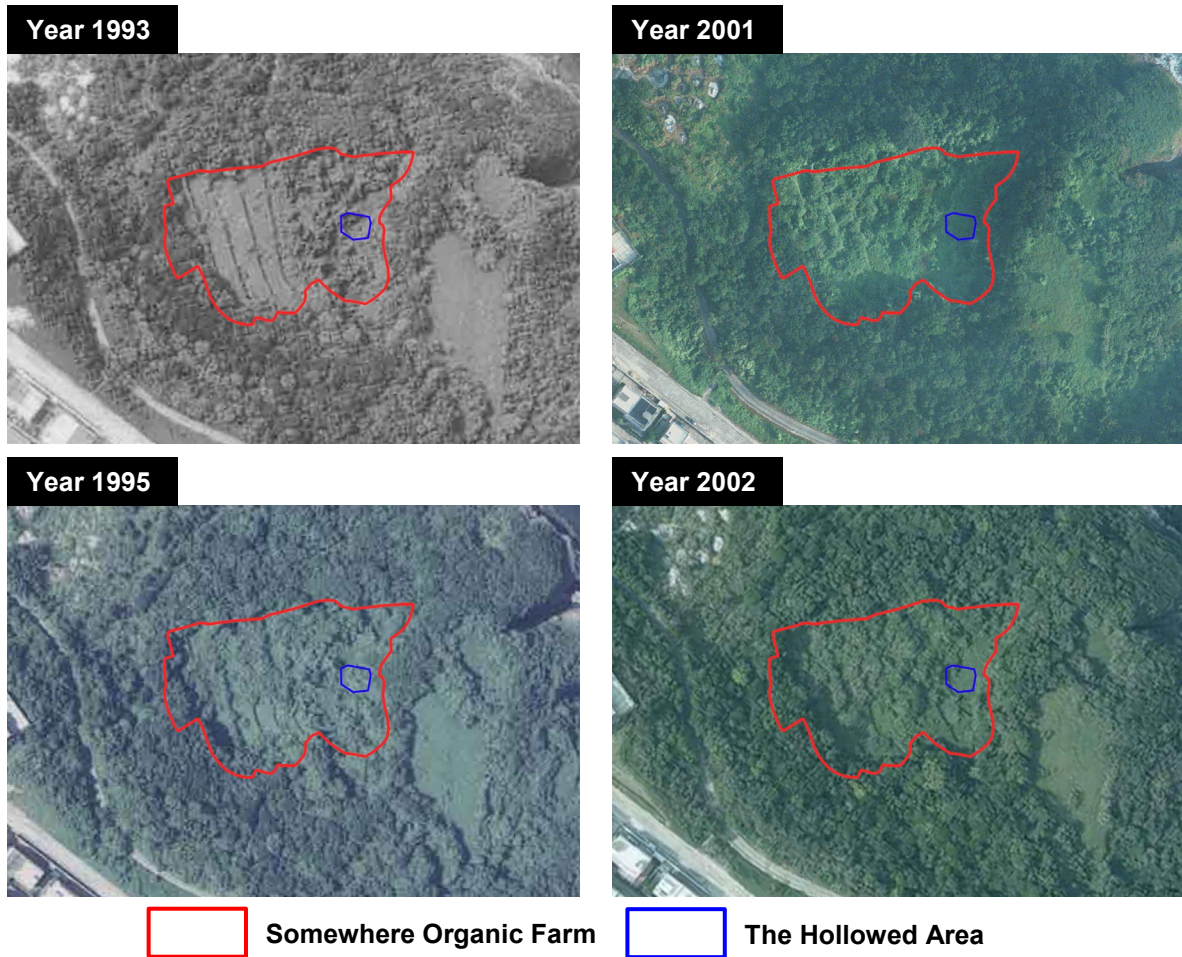 Year 1993
Year 2001
Year 1995
Year 2002
Somewhere Organic Farm
The Hollowed Area